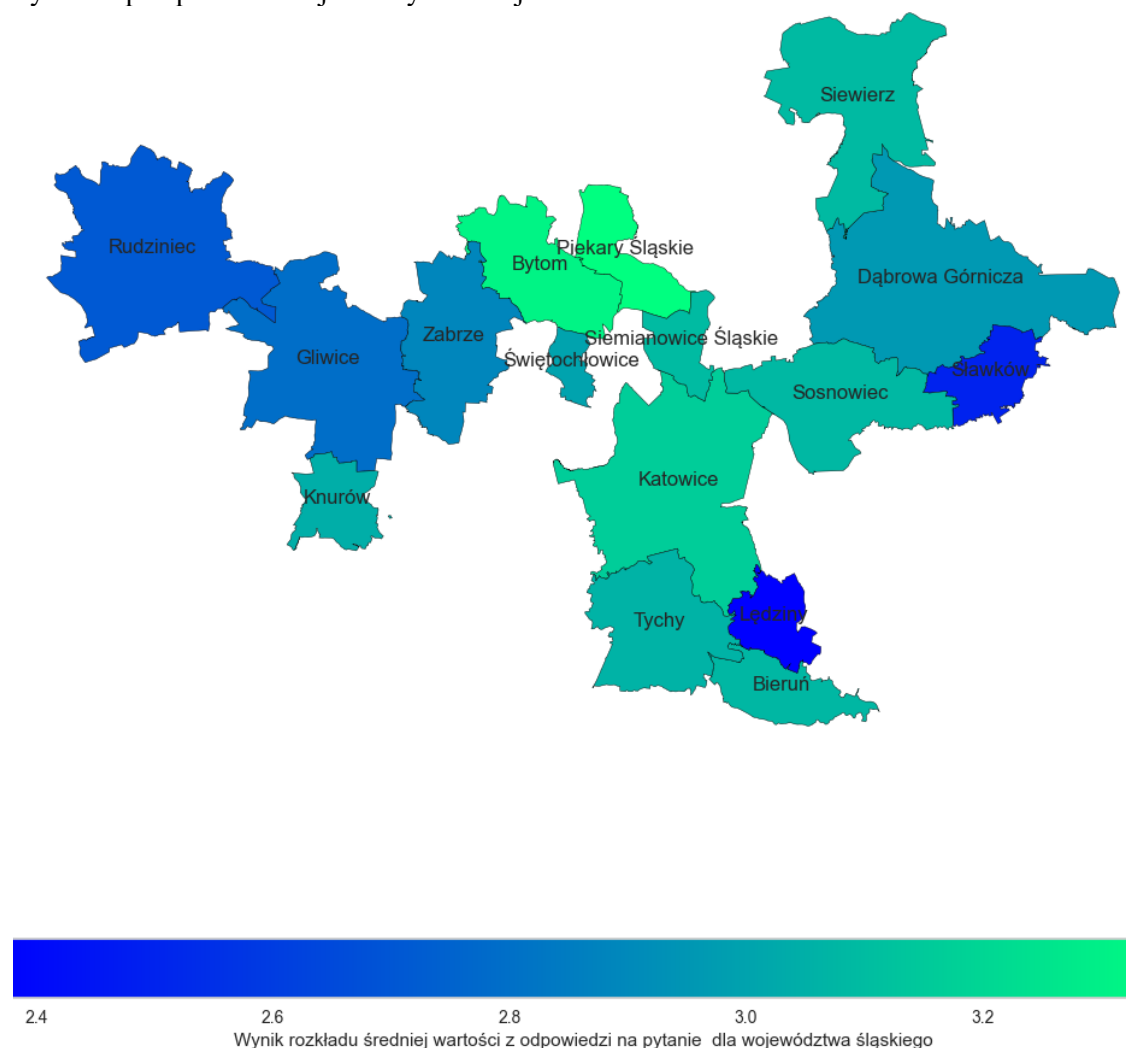 Siewierz
Rudziniec
Piekary Śląskie
Bytom
Dąbrowa Górnicza
Zabrze
Siemianowice Śląskie
Gliwice
Świętochłowice
Sławków
Sosnowiec
Katowice
Knurów
Lędziny
Tychy
Bieruń
2.4 2.6 2.8 3.0 3.2
Wynik rozkładu średniej wartości z odpowiedzi na pytanie dla województwa śląskiego